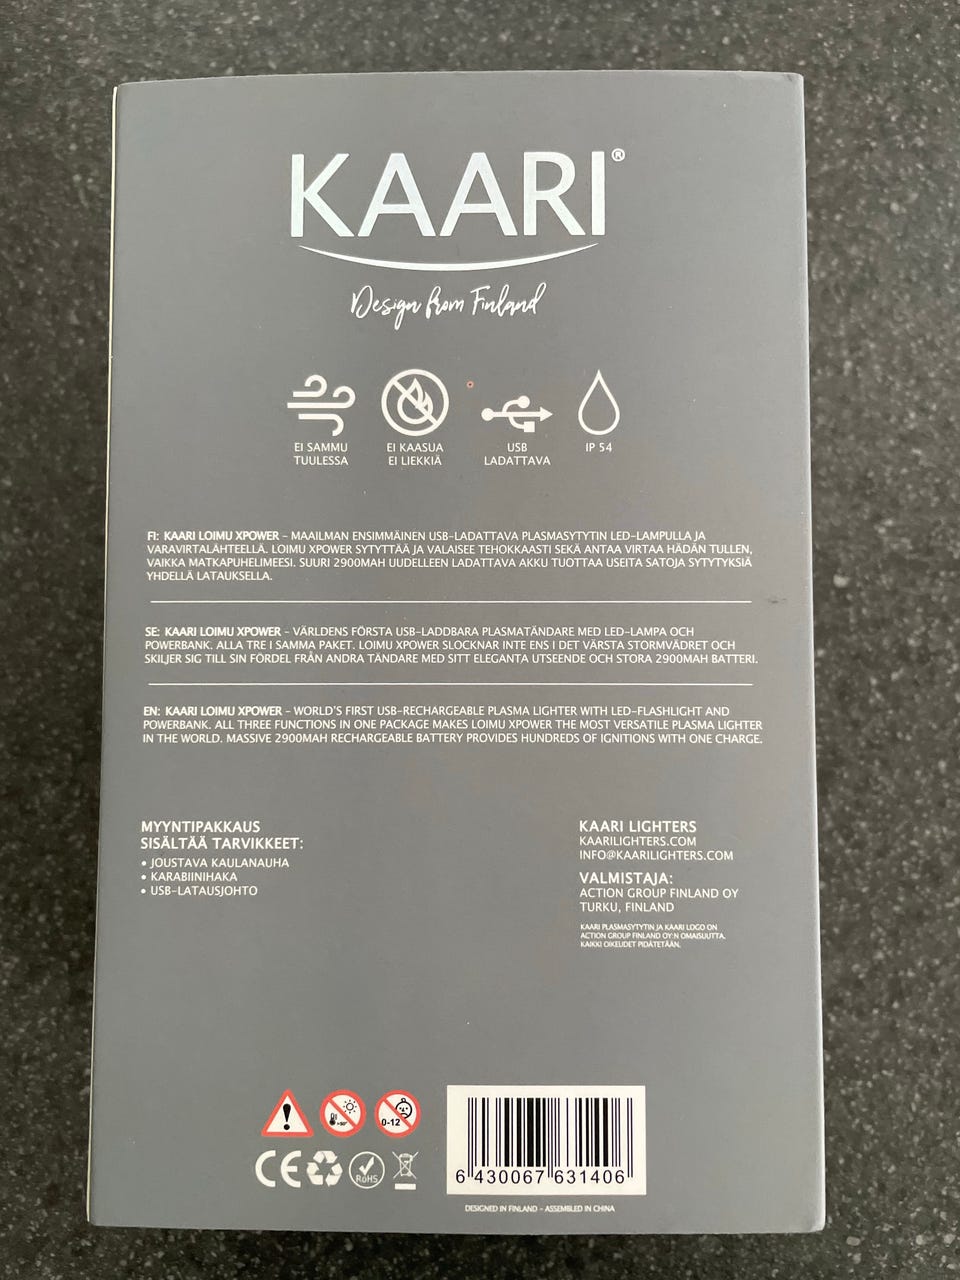 KAARI®
Design from Finland
EI SAMMU
TUULESSA
EI KAASUA
EI LIEKKIÄ
USB
LADATTAVA
IP 54
FI: KAARI LOIMU XPOWER – MAAILMAN ENSIMMÄINEN USB-LADATTAVA PLASMASYTYTIN LED-LAMPULLA JA
VARAVIRTALÄHTEELLÄ. LOIMU XPOWER SYTYTTÄÄ JA VALAISEE TEHOKKAASTI SEKÄ ANTAA VIRTAA HÄDÄN TULLEN,
VAIKKA MATKAPUHELIMEESI. SUURI 2900MAH UUDELLEEN LADATTAVA AKKU TUOTTAA USEITA SATOJA SYTYTYKSIÄ
YHDELLÄ LATAUKSELLA.
SE: KAARI LOIMU XPOWER – VÄRLDENS FÖRSTA USB-LADDBARA PLASMATÄNDARE MED LED-LAMPA OCH
POWERBANK. ALLA TRE I SAMMA PAKET. LOIMU XPOWER SLOCKNAR INTE ENS I DET VÄRSTA STORMVÄDRET OCH
SKILJER SIG TILL SIN FÖRDEL FRÅN ANDRA TÄNDARE MED SITT ELEGANTA UTSEENDE OCH STORA 2900MAH BATTERI.
EN: KAARI LOIMU XPOWER – WORLD'S FIRST USB-RECHARGEABLE PLASMA LIGHTER WITH LED-FLASHLIGHT AND
POWERBANK. ALL THREE FUNCTIONS IN ONE PACKAGE MAKES LOIMU XPOWER THE MOST VERSATILE PLASMA LIGHTER
IN THE WORLD. MASSIVE 2900MAH RECHARGEABLE BATTERY PROVIDES HUNDREDS OF IGNITIONS WITH ONE CHARGE.
MYYNTIPAKKAUS
SISÄLTÄÄ TARVIKKEET:
• JOUSTAVA KAULANAUHA
• KARABIINIHAKA
• USB-LATAUSJOHTO
KAARI LIGHTERS
KAARILIGHTERS.COM
INFO@KAARILIGHTERS.COM
VALMISTAJA:
ACTION GROUP FINLAND OY
TURKU, FINLAND
KAARI PLASMASYTYTIN JA KAARI LOGO ON
ACTION GROUP FINLAND OY:N OMAISUUTTA.
KAIKKI OIKEUDET PIDÄTETÄÄN.
>50°
0-12
CE
RoHS
6 430067 631406
DESIGNED IN FINLAND – ASSEMBLED IN CHINA